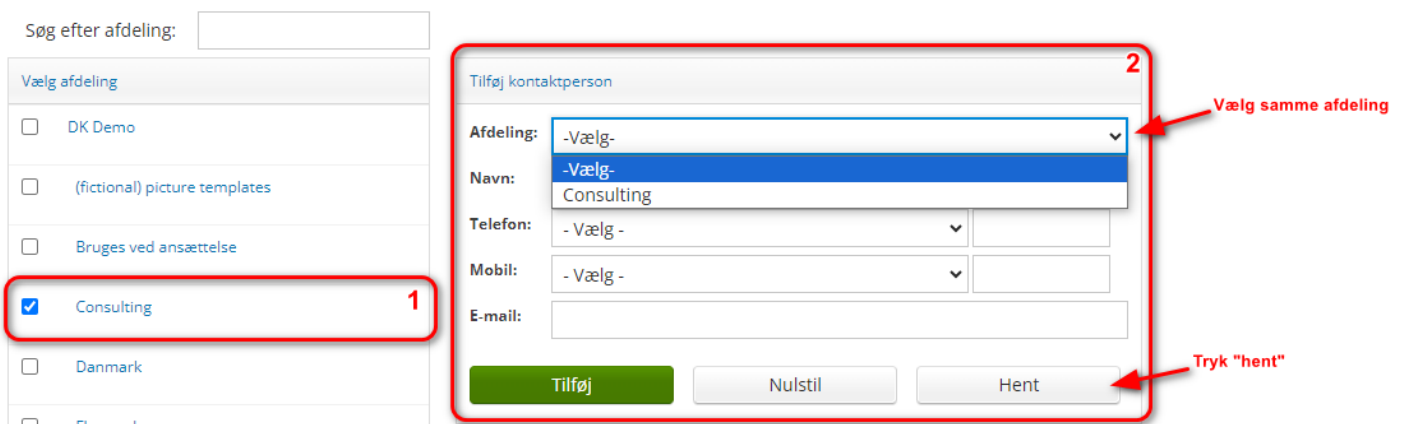 Søg efter afdeling:
Vælg afdeling
DK Demo
(fictional) picture templates
Bruges ved ansættelse
Consulting
1
Danmark
2
Tilføj kontaktperson
Vælg samme afdeling
Afdeling:
-Vælg-
-Vælg-
Consulting
Navn:
Telefon:
- Vælg -
Mobil:
- Vælg -
E-mail:
Tryk "hent"
Tilføj
Nulstil
Hent